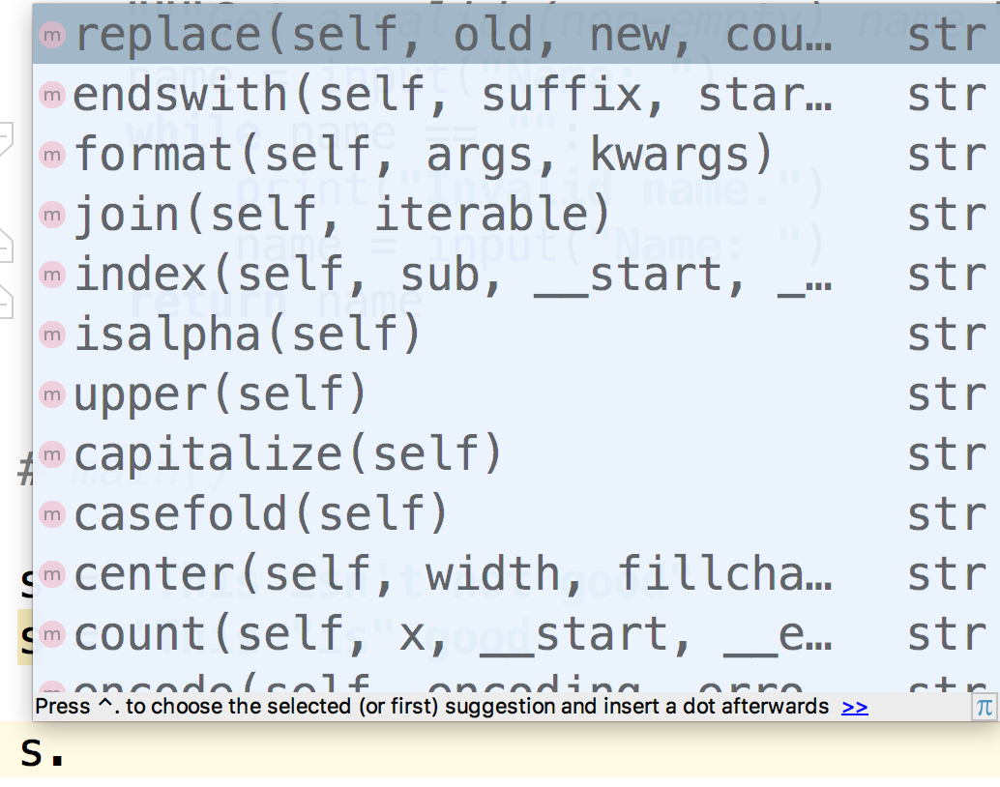 m replace(self, old, new, cou… str
m endswith(self, suffix, star… str
m format(self, args, kwargs) str
m join(self, iterable) str
m index(self, sub, __start, _… str
m isalpha(self) str
m upper(self) str
m capitalize(self) str
m casefold(self) str
m center(self, width, fillcha… str
m count(self, x, __start, __e… str
m encode(self, encoding, erro… str
Press ^. to choose the selected (or first) suggestion and insert a dot afterwards >> π
s.